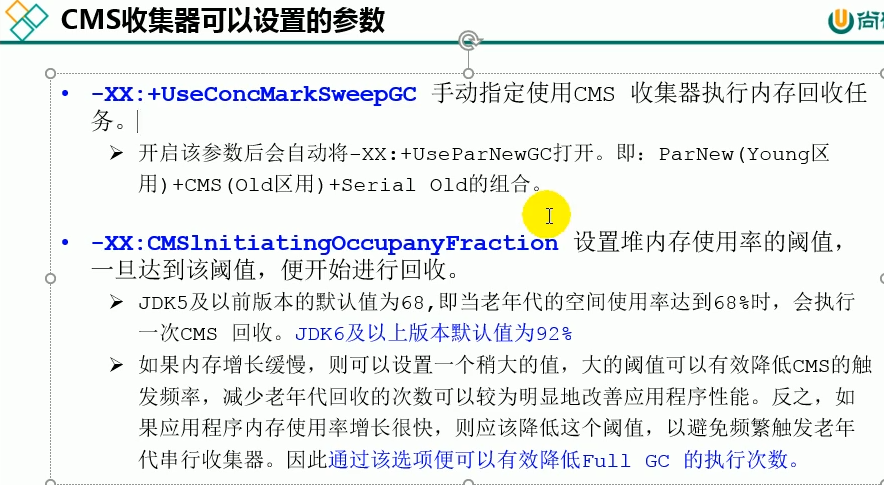 CMS收集器可以设置的参数
尚
• -XX:+UseConcMarkSweepGC 手动指定使用CMS 收集器执行内存回收任
务。
➢ 开启该参数后会自动将-XX:+UseParNewGC打开。即：ParNew(Young区
用)+CMS(Old区用)+Serial Old的组合。
• -XX:CMSlnitiatingOccupanyFraction 设置堆内存使用率的阈值，
一旦达到该阈值，便开始进行回收。
➢ JDK5及以前版本的默认值为68,即当老年代的空间使用率达到68%时，会执行
一次CMS 回收。JDK6及以上版本默认值为92%
➢ 如果内存增长缓慢，则可以设置一个稍大的值，大的阈值可以有效降低CMS的触
发频率，减少老年代回收的次数可以较为明显地改善应用程序性能。反之，如
果应用程序内存使用率增长很快，则应该降低这个阈值，以避免频繁触发老年
代串行收集器。因此通过该选项便可以有效降低Full GC 的执行次数。